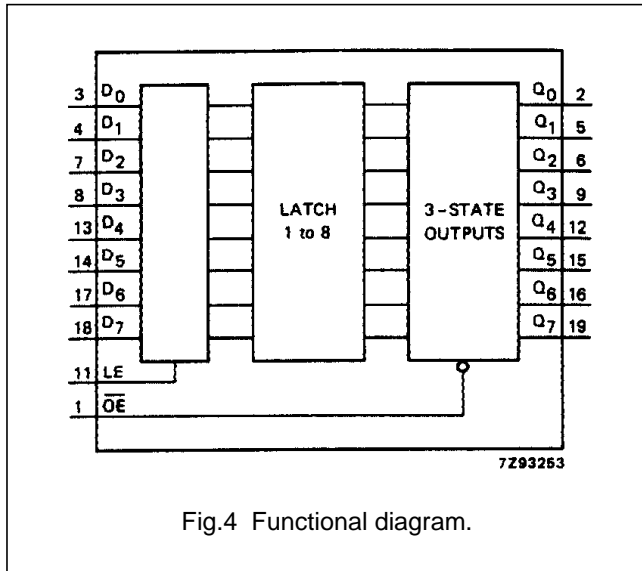 3 D0 Q0 2
4 D1 Q1 5
7 D2 Q2 6
8 D3 Q3 9
LATCH 3-STATE
1 to 8 OUTPUTS
13 D4 Q4 12
14 D5 Q5 15
17 D6 Q6 16
18 D7 Q7 19
11 LE
1 OE
7Z93253
Fig.4 Functional diagram.